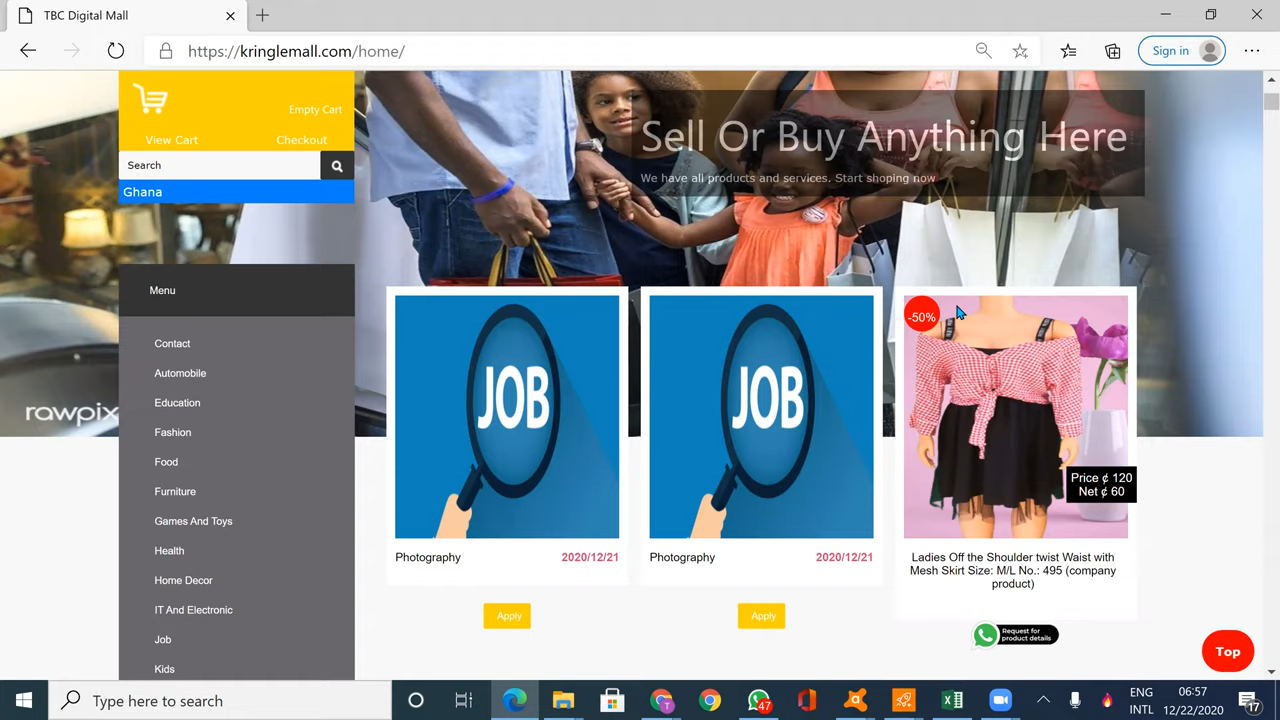 TBC Digital Mall
https://kringlemall.com/home/
Sign in
Empty Cart
View Cart
Checkout
Search
Ghana
Sell Or Buy Anything Here
We have all products and services. Start shoping now
Menu
Contact
Automobile
Education
Fashion
Food
Furniture
Games And Toys
Health
Home Decor
IT And Electronic
Job
Kids
rawpix
JOB
Photography
2020/12/21
Apply
JOB
Photography
2020/12/21
Apply
-50%
Price ¢ 120
Net ¢ 60
Ladies Off the Shoulder twist Waist with
Mesh Skirt Size: M/L No.: 495 (company
product)
Request for
product details
Top
Type here to search
47
ENG
INTL
06:57
12/22/2020
17